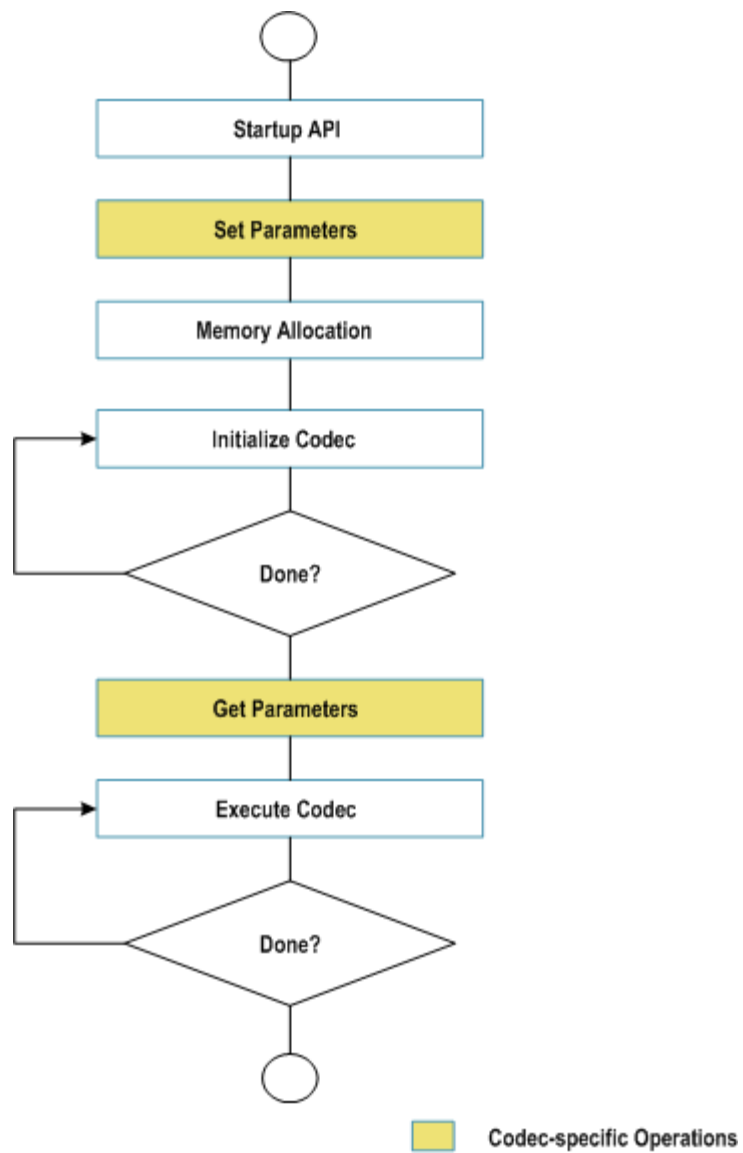 Startup API
Set Parameters
Memory Allocation
Initialize Codec
Done?
Get Parameters
Execute Codec
Done?
Codec-specific Operations